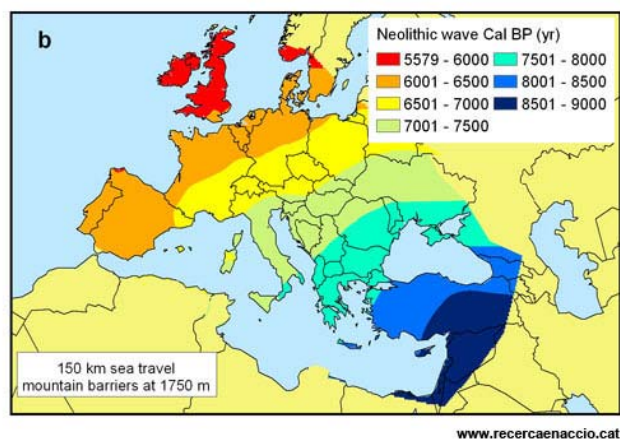 b
Neolithic wave Cal BP (yr)
5579 - 6000 7501 - 8000
6001 - 6500 8001 - 8500
6501 - 7000 8501 - 9000
7001 - 7500
150 km sea travel
mountain barriers at 1750 m
www.recercaenaccio.cat